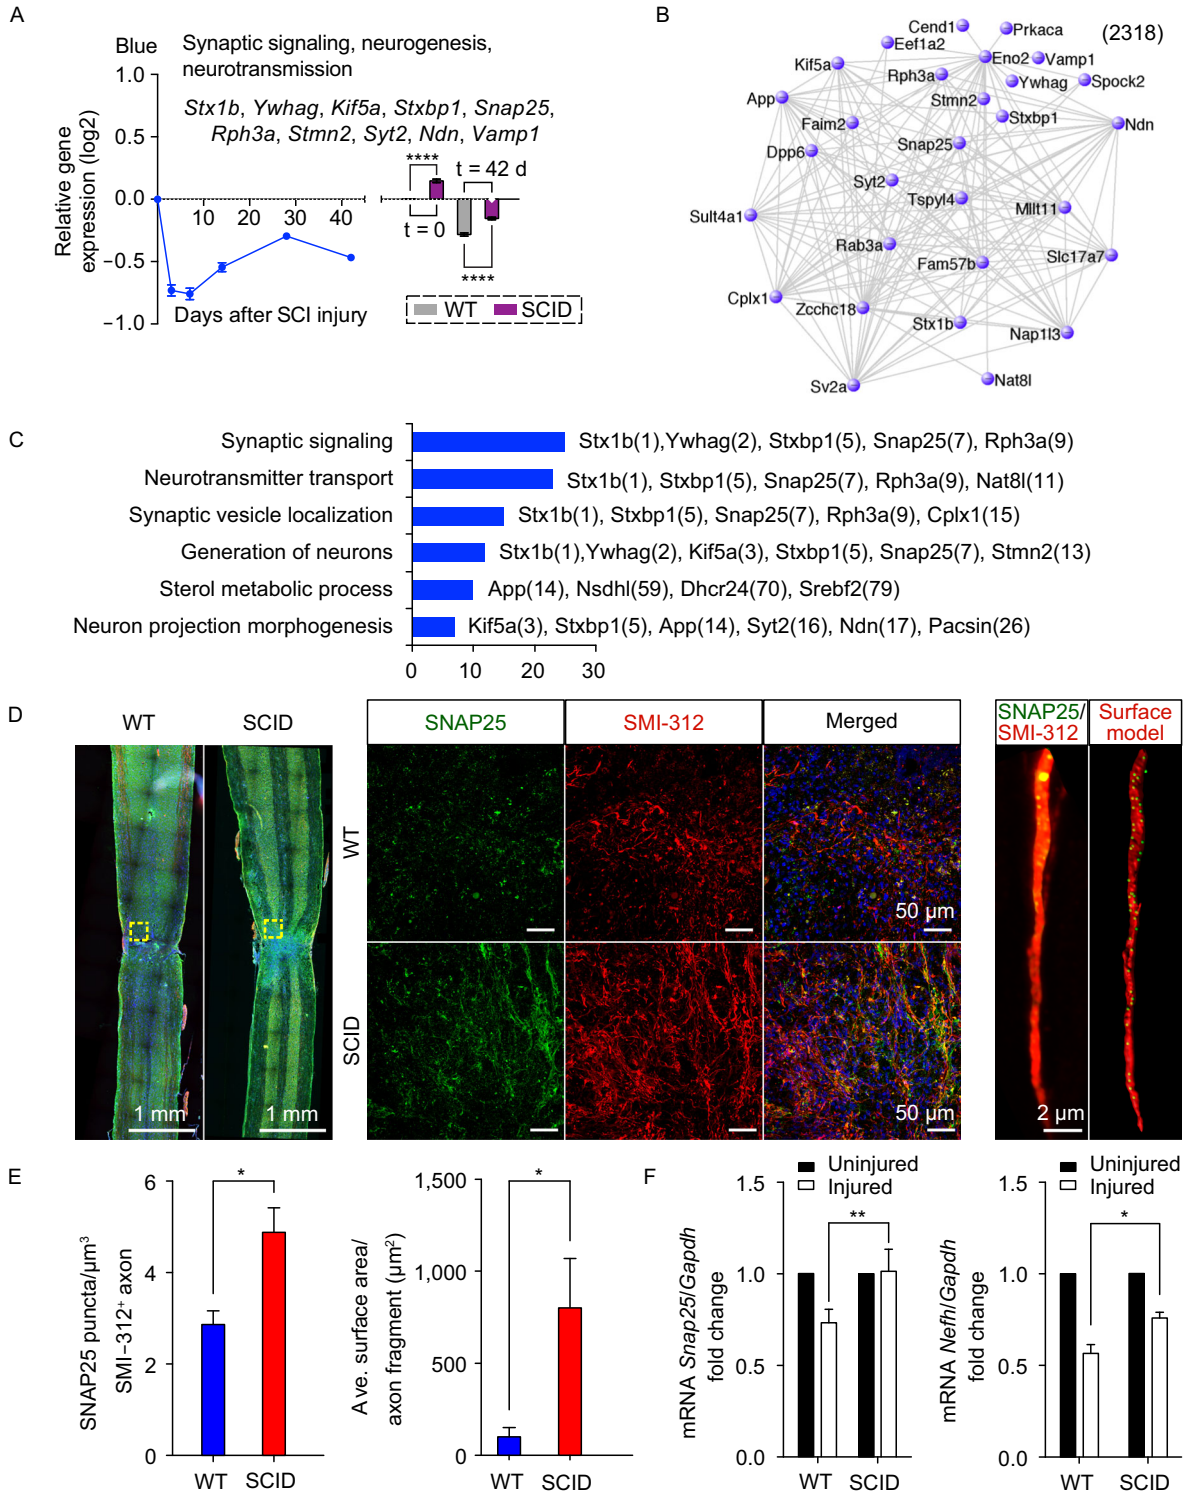 A
Blue
Synaptic signaling, neurogenesis,
neurotransmission
Stx1b, Ywhag, Kif5a, Stxbp1, Snap25,
Rph3a, Stmn2, Syt2, Ndn, Vamp1
Relative gene
expression (log2)
1.0
0.5
0.0
−0.5
−1.0
10
20
30
40
Days after SCI injury
****
t = 42 d
t = 0
****
WT
SCID
B
(2318)
Cend1
Prkaca
Eef1a2
Eno2
Vamp1
Kif5a
Rph3a
Ywhag
Spock2
App
Stmn2
Stxbp1
Ndn
Faim2
Dpp6
Snap25
Syt2
Tspyl4
Mllt11
Sult4a1
Rab3a
Fam57b
Slc17a7
Cplx1
Zcchc18
Stx1b
Nap1l3
Sv2a
Nat8l
C
Synaptic signaling
Stx1b(1),Ywhag(2), Stxbp1(5), Snap25(7), Rph3a(9)
Neurotransmitter transport
Stx1b(1), Stxbp1(5), Snap25(7), Rph3a(9), Nat8l(11)
Synaptic vesicle localization
Stx1b(1), Stxbp1(5), Snap25(7), Rph3a(9), Cplx1(15)
Generation of neurons
Stx1b(1),Ywhag(2), Kif5a(3), Stxbp1(5), Snap25(7), Stmn2(13)
Sterol metabolic process
App(14), Nsdhl(59), Dhcr24(70), Srebf2(79)
Neuron projection morphogenesis
Kif5a(3), Stxbp1(5), App(14), Syt2(16), Ndn(17), Pacsin(26)
0
10
20
30
D
WT
SCID
1 mm
1 mm
SNAP25
SMI-312
Merged
WT
50 µm
SCID
50 µm
SNAP25/
SMI-312
Surface
model
2 µm
E
SNAP25 puncta/µm³
SMI−312⁺ axon
6
4
2
0
*
WT
SCID
Ave. surface area/
axon fragment (µm²)
1,500
1,000
500
0
*
WT
SCID
F
Uninjured
Injured
mRNA Snap25/Gapdh
fold change
1.5
1.0
0.5
0.0
**
WT
SCID
Uninjured
Injured
mRNA Nefh/Gapdh
fold change
1.5
1.0
0.5
0.0
*
WT
SCID